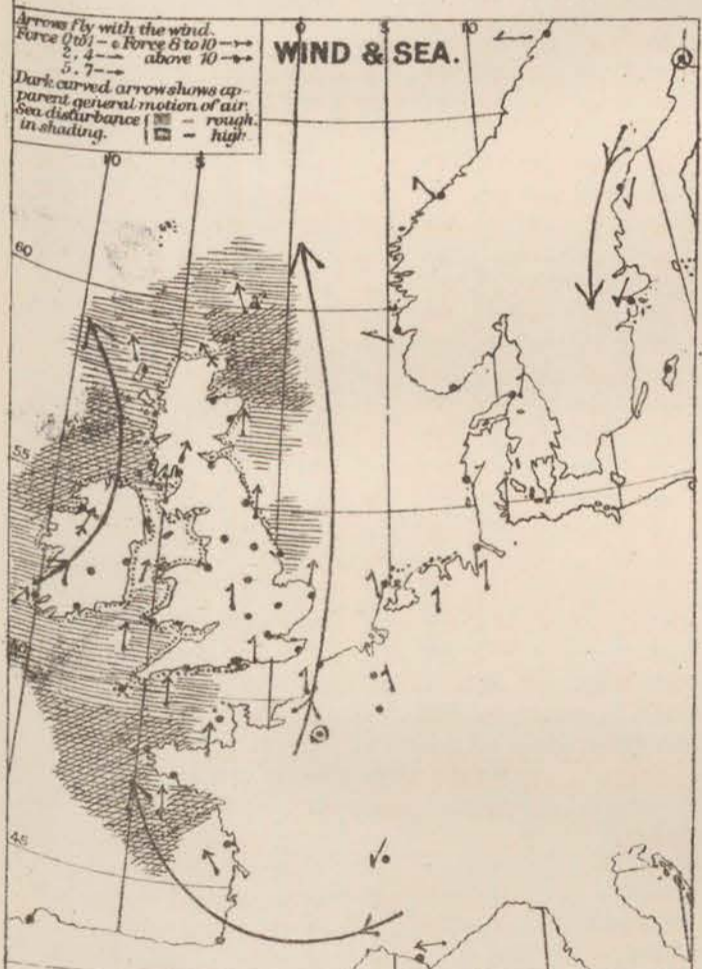 Arrows fly with the wind.
Force 0 to 1 - Force 8 to 10 -
2, 4 - above 10 -
5, 7 -
Dark curved arrow shows ap-
parent general motion of air.
Sea disturbance { - rough.
in shading. - high.
WIND & SEA.
10 5 0 5 10
60
55
50
45